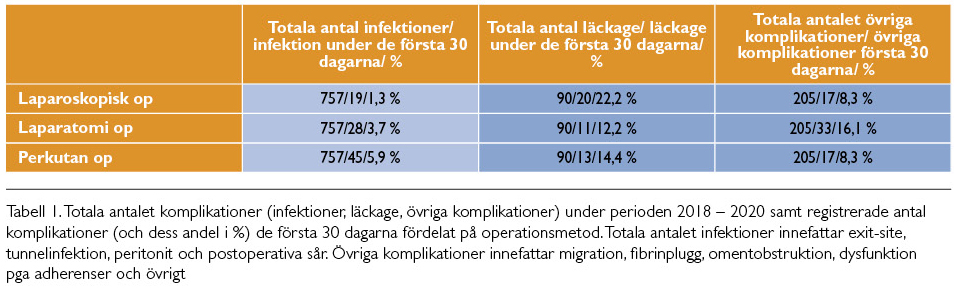 Totala antal infektioner/
infektion under de första 30
dagarna/ %
Totala antal läckage/ läckage
under de första 30 dagarna/
%
Totala antalet övriga
komplikationer/ övriga
komplikationer första 30
dagarna/ %
Laparoskopisk op 757/19/1,3 % 90/20/22,2 % 205/17/8,3 %
Laparatomi op 757/28/3,7 % 90/11/12,2 % 205/33/16,1 %
Perkutan op 757/45/5,9 % 90/13/14,4 % 205/17/8,3 %
Tabell 1. Totala antalet komplikationer (infektioner, läckage, övriga komplikationer) under perioden 2018 – 2020 samt registrerade antal
komplikationer (och dess andel i %) de första 30 dagarna fördelat på operationsmetod. Totala antalet infektioner innefattar exit-site,
tunnelinfektion, peritonit och postoperativa sår. Övriga komplikationer innefattar migration, fibrinplugg, omentobstruktion, dysfunktion
pga adherenser och övrigt